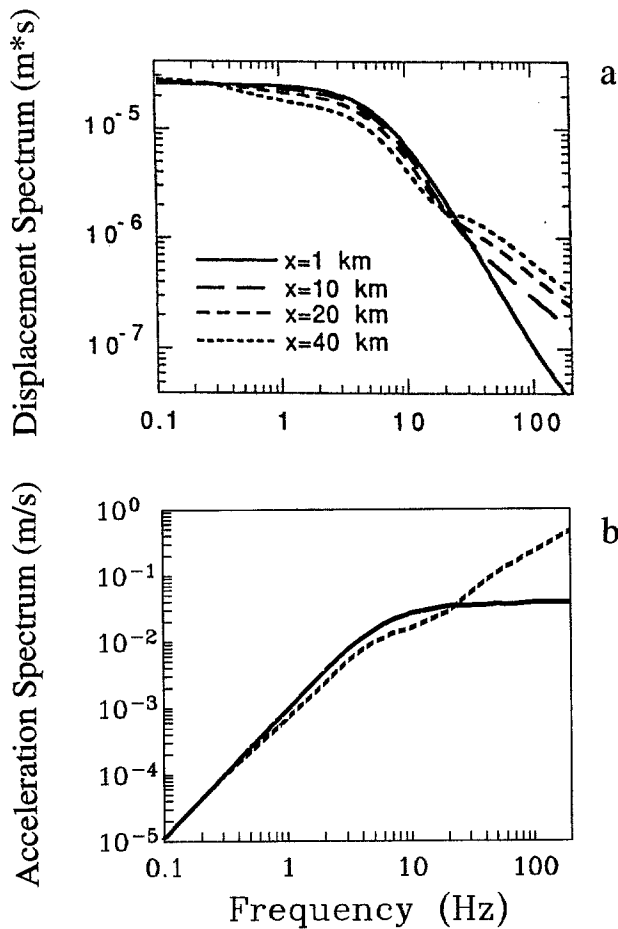 a
Displacement Spectrum (m*s)
10^-5
10^-6
10^-7
x=1 km
x=10 km
x=20 km
x=40 km
0.1 1 10 100
b
Acceleration Spectrum (m/s)
10^0
10^-1
10^-2
10^-3
10^-4
10^-5
0.1 1 10 100
Frequency (Hz)